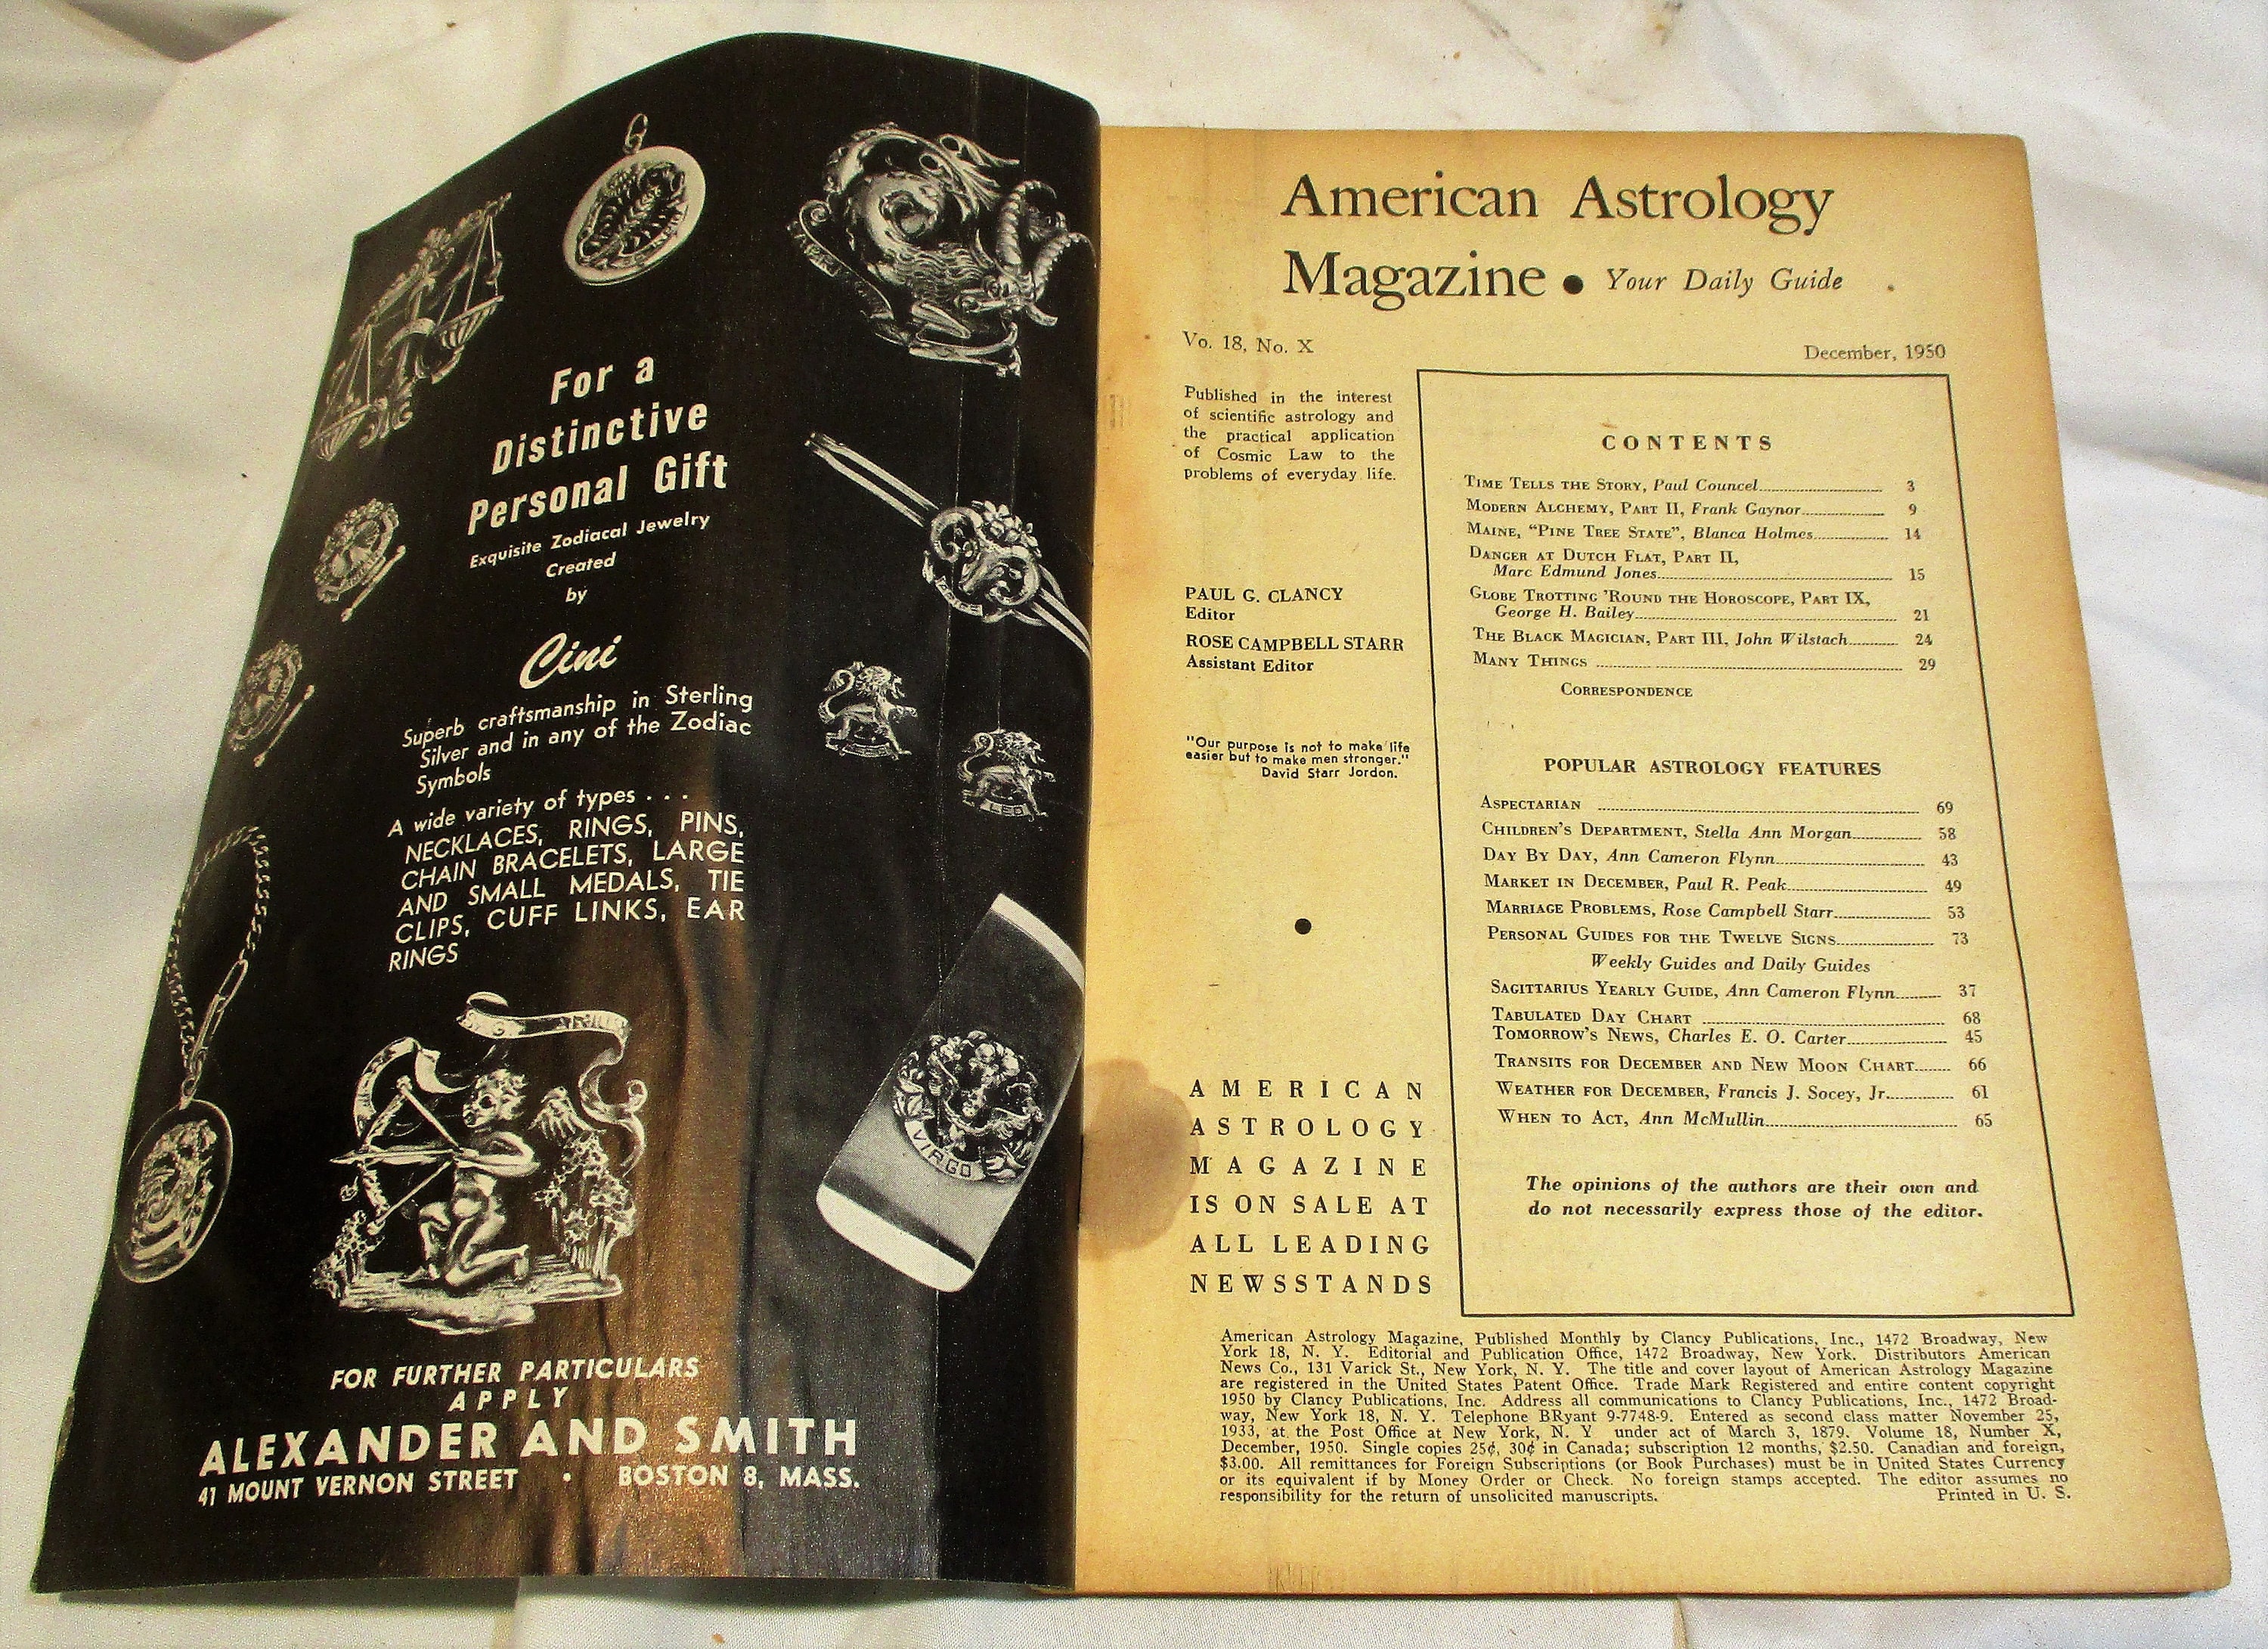 For a
Distinctive
Personal Gift
Exquisite Zodiacal Jewelry
Created
by
Cini
Superb craftsmanship in Sterling
Silver and in any of the Zodiac
Symbols
A wide variety of types . . .
NECKLACES, RINGS, PINS,
CHAIN BRACELETS, LARGE
AND SMALL MEDALS, TIE
CLIPS, CUFF LINKS, EAR
RINGS
LEO
VIRGO
FOR FURTHER PARTICULARS
APPLY
ALEXANDER AND SMITH
41 MOUNT VERNON STREET • BOSTON 8, MASS.
American Astrology
Magazine • Your Daily Guide
Vo. 18, No. X
December, 1950
Published in the interest
of scientific astrology and
the practical application
of Cosmic Law to the
problems of everyday life.
PAUL G. CLANCY
Editor
ROSE CAMPBELL STARR
Assistant Editor
"Our purpose is not to make life
easier but to make men stronger."
David Starr Jordon.
AMERICAN
ASTROLOGY
MAGAZINE
IS ON SALE AT
ALL LEADING
NEWSSTANDS
CONTENTS
TIME TELLS THE STORY, Paul Councel 3
MODERN ALCHEMY, PART II, Frank Gaynor 9
MAINE, "PINE TREE STATE", Blanca Holmes 14
DANGER AT DUTCH FLAT, PART II,
Marc Edmund Jones 15
GLOBE TROTTING 'ROUND THE HOROSCOPE, PART IX,
George H. Bailey 21
THE BLACK MAGICIAN, PART III, John Wilstach 24
MANY THINGS 29
CORRESPONDENCE
POPULAR ASTROLOGY FEATURES
ASPECTARIAN 69
CHILDREN'S DEPARTMENT, Stella Ann Morgan 58
DAY BY DAY, Ann Cameron Flynn 43
MARKET IN DECEMBER, Paul R. Peak 49
MARRIAGE PROBLEMS, Rose Campbell Starr 53
PERSONAL GUIDES FOR THE TWELVE SIGNS 73
Weekly Guides and Daily Guides
SAGITTARIUS YEARLY GUIDE, Ann Cameron Flynn 37
TABULATED DAY CHART 68
TOMORROW'S NEWS, Charles E. O. Carter 45
TRANSITS FOR DECEMBER AND NEW MOON CHART 66
WEATHER FOR DECEMBER, Francis J. Socey, Jr. 61
WHEN TO ACT, Ann McMullin 65
The opinions of the authors are their own and
do not necessarily express those of the editor.
American Astrology Magazine, Published Monthly by Clancy Publications, Inc., 1472 Broadway, New
York 18, N. Y. Editorial and Publication Office, 1472 Broadway, New York. Distributors American
News Co., 131 Varick St., New York, N. Y. The title and cover layout of American Astrology Magazine
are registered in the United States Patent Office. Trade Mark Registered and entire content copyright
1950 by Clancy Publications, Inc. Address all communications to Clancy Publications, Inc., 1472 Broad-
way, New York 18, N. Y. Telephone BRyant 9-7748-9. Entered as second class matter November 25,
1933, at the Post Office at New York, N. Y under act of March 3, 1879. Volume 18, Number X,
December, 1950. Single copies 25¢, 30¢ in Canada; subscription 12 months, $2.50. Canadian and foreign,
$3.00. All remittances for Foreign Subscriptions (or Book Purchases) must be in United States Currency
or its equivalent if by Money Order or Check. No foreign stamps accepted. The editor assumes no
responsibility for the return of unsolicited manuscripts. Printed in U. S.